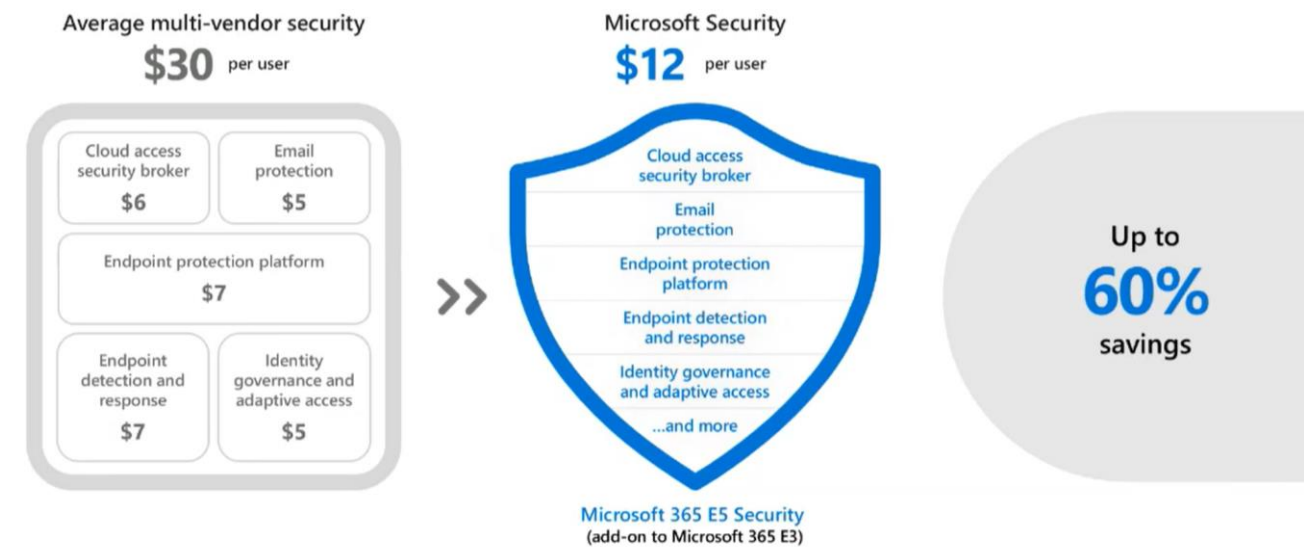 Average multi-vendor security
$30 per user
Cloud access
security broker
$6
Email
protection
$5
Endpoint protection platform
$7
Endpoint
detection and
response
$7
Identity
governance and
adaptive access
$5
Microsoft Security
$12 per user
Cloud access
security broker
Email
protection
Endpoint protection
platform
Endpoint detection
and response
Identity governance
and adaptive access
...and more
Microsoft 365 E5 Security
(add-on to Microsoft 365 E3)
Up to
60%
savings